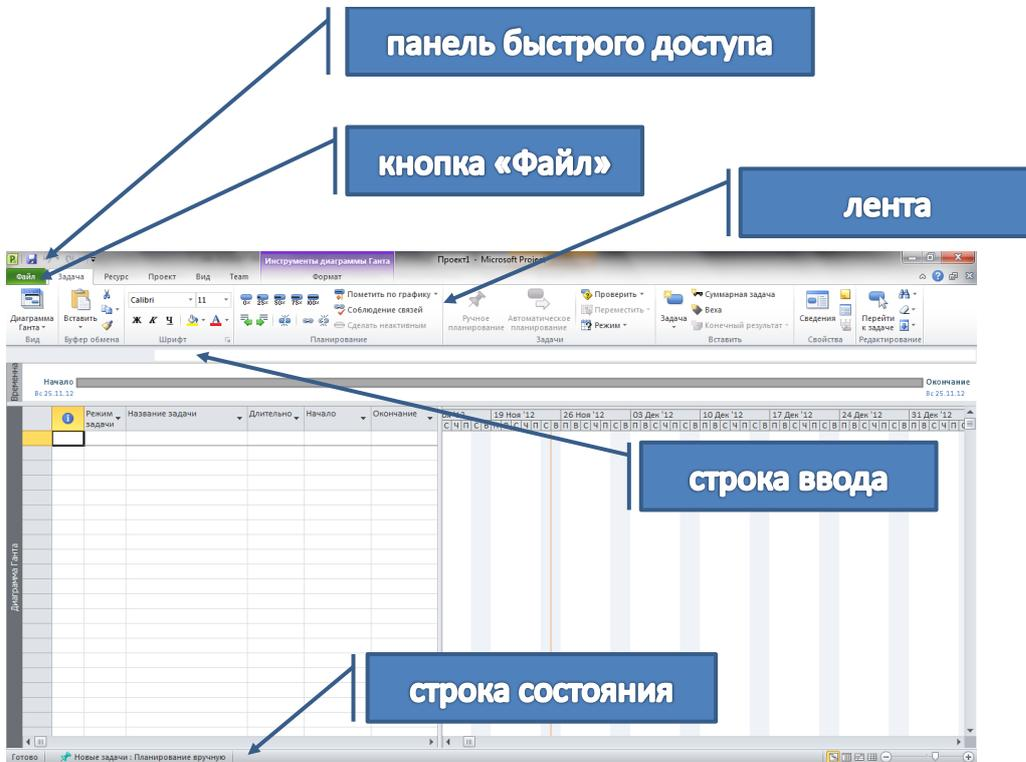 панель быстрого доступа
кнопка «Файл»
лента
Инструменты диаграммы Ганта
Проект1 - Microsoft Project
Файл Задача Ресурс Проект Вид Team Формат
Диаграмма Ганта
Вставить
Calibri 11
Ж К Ч
0% 25% 50% 75% 100%
Пометить по графику
Соблюдение связей
Сделать неактивным
Ручное планирование
Автоматическое планирование
Проверить
Переместить
Режим
Задача
Суммарная задача
Веха
Конечный результат
Сведения
Перейти к задаче
Вид Буфер обмена Шрифт Планирование Задачи Вставить Свойства Редактирование
Начало
Вс 25.11.12
Окончание
Вс 25.11.12
Режим задачи
Название задачи
Начало
Окончание
19 Ноя '12 26 Ноя '12 03 Дек '12 10 Дек '12 17 Дек '12 24 Дек '12 31 Дек '12
строка ввода
Диаграмма Ганта
строка состояния
Готово Новые задачи : Планирование вручную